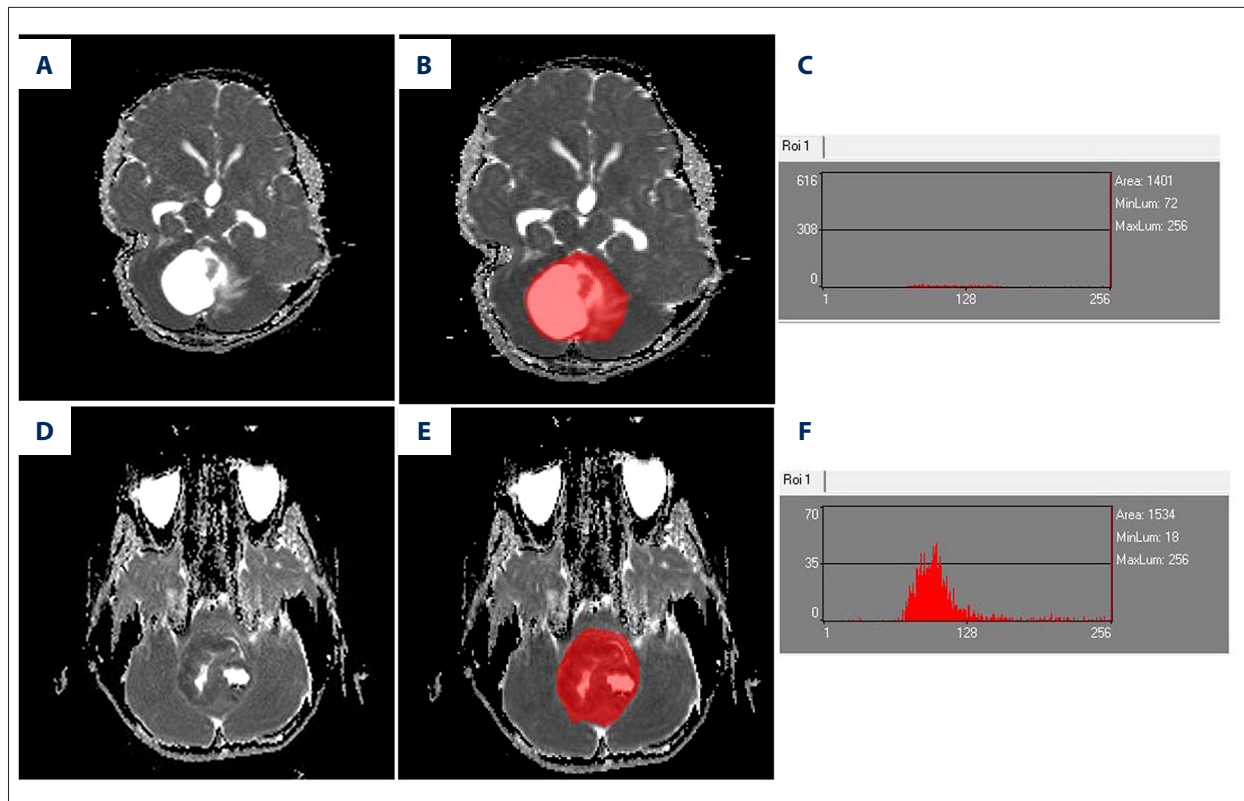 A
B
C
Roi 1
616
308
0
1
128
256
Area: 1401
MinLum: 72
MaxLum: 256
D
E
F
Roi 1
70
35
0
1
128
256
Area: 1534
MinLum: 18
MaxLum: 256